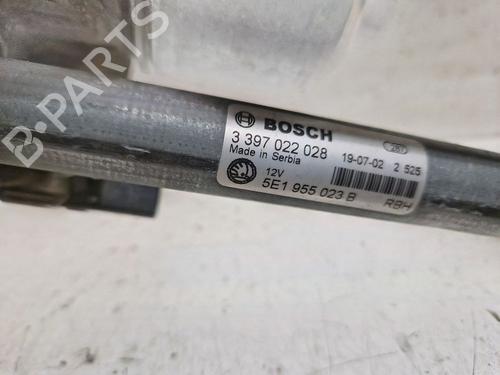 B-PARTS
BOSCH
3 397 022 028
Made in Serbia
19-07-02 2 525
12V
5E1 955 023 B
RBH